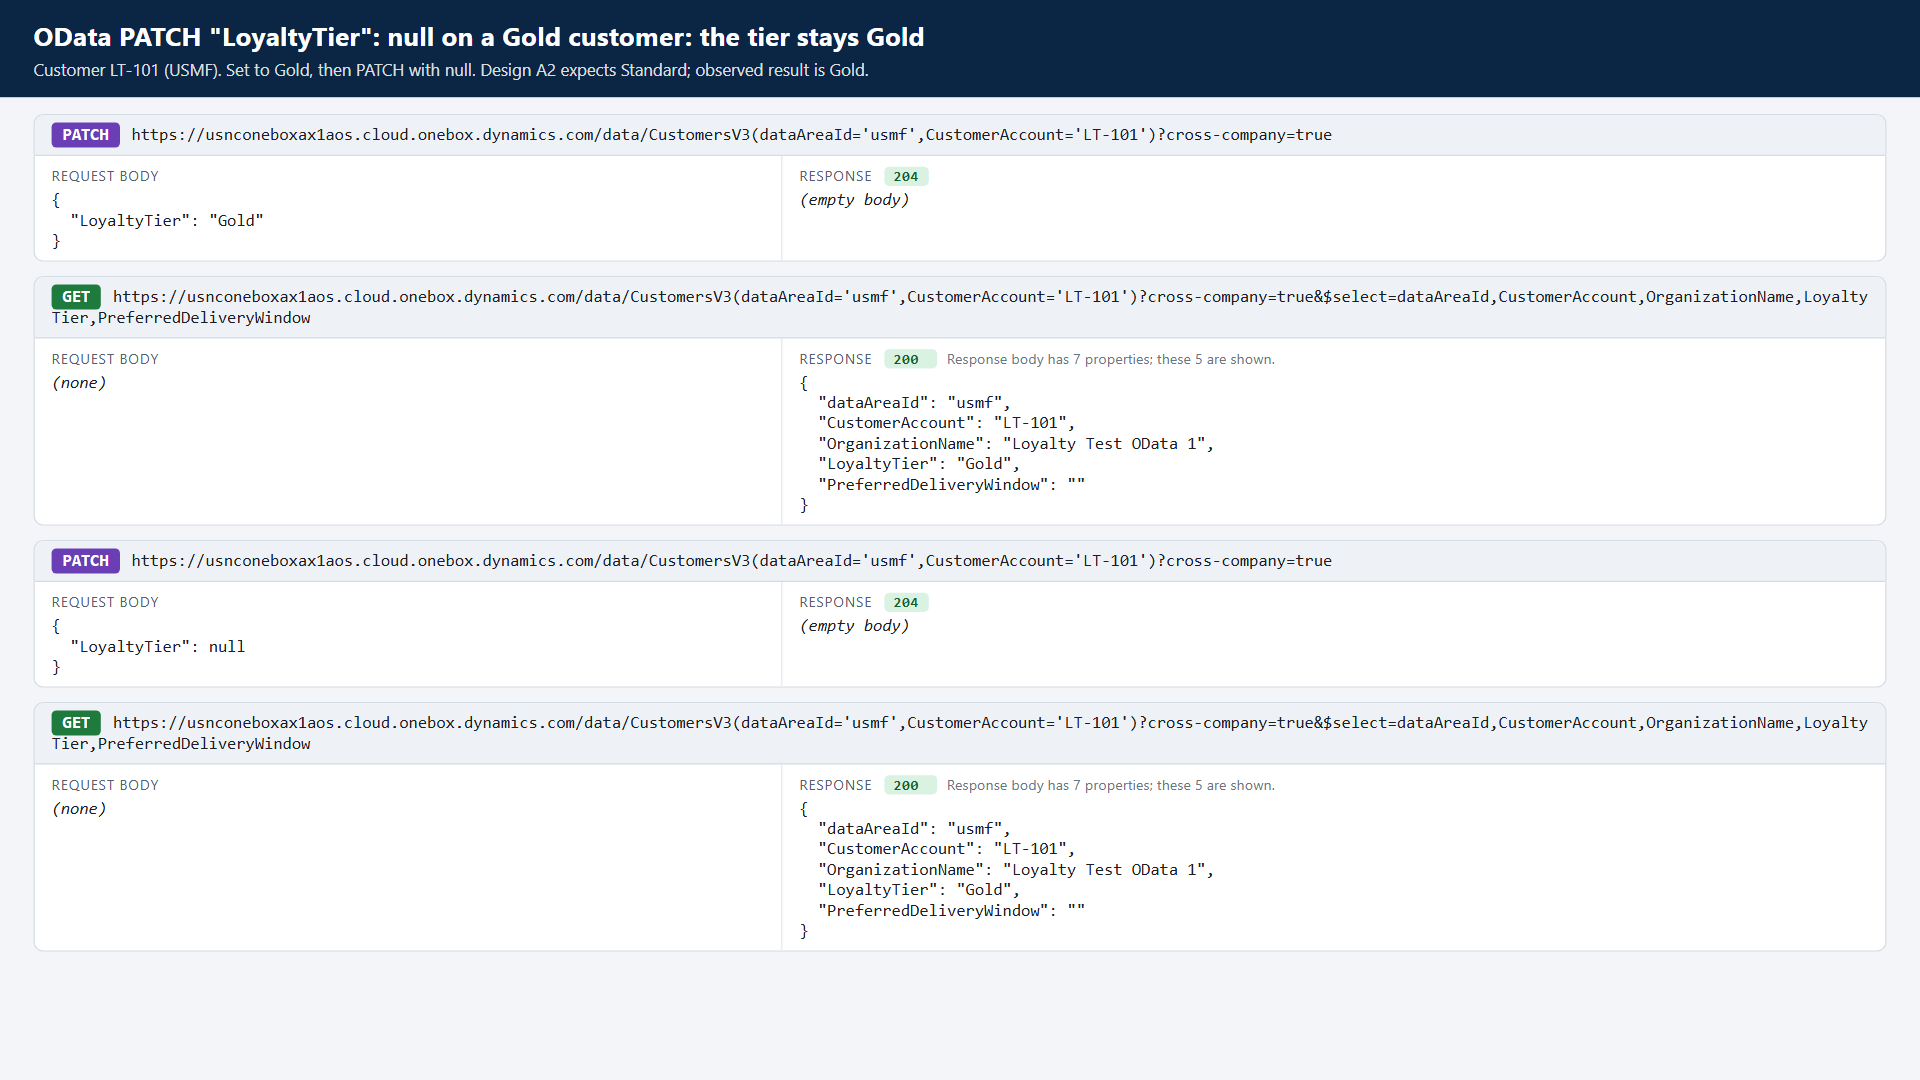 OData PATCH "LoyaltyTier": null on a Gold customer: the tier stays Gold
Customer LT-101 (USMF). Set to Gold, then PATCH with null. Design A2 expects Standard; observed result is Gold.
PATCH https://usnconeboxax1aos.cloud.onebox.dynamics.com/data/CustomersV3(dataAreaId='usmf',CustomerAccount='LT-101')?cross-company=true
REQUEST BODY
{
  "LoyaltyTier": "Gold"
}
RESPONSE 204
(empty body)
GET https://usnconeboxax1aos.cloud.onebox.dynamics.com/data/CustomersV3(dataAreaId='usmf',CustomerAccount='LT-101')?cross-company=true&$select=dataAreaId,CustomerAccount,OrganizationName,Loyalty
Tier,PreferredDeliveryWindow
REQUEST BODY
(none)
RESPONSE 200 Response body has 7 properties; these 5 are shown.
{
  "dataAreaId": "usmf",
  "CustomerAccount": "LT-101",
  "OrganizationName": "Loyalty Test OData 1",
  "LoyaltyTier": "Gold",
  "PreferredDeliveryWindow": ""
}
PATCH https://usnconeboxax1aos.cloud.onebox.dynamics.com/data/CustomersV3(dataAreaId='usmf',CustomerAccount='LT-101')?cross-company=true
REQUEST BODY
{
  "LoyaltyTier": null
}
RESPONSE 204
(empty body)
GET https://usnconeboxax1aos.cloud.onebox.dynamics.com/data/CustomersV3(dataAreaId='usmf',CustomerAccount='LT-101')?cross-company=true&$select=dataAreaId,CustomerAccount,OrganizationName,Loyalty
Tier,PreferredDeliveryWindow
REQUEST BODY
(none)
RESPONSE 200 Response body has 7 properties; these 5 are shown.
{
  "dataAreaId": "usmf",
  "CustomerAccount": "LT-101",
  "OrganizationName": "Loyalty Test OData 1",
  "LoyaltyTier": "Gold",
  "PreferredDeliveryWindow": ""
}